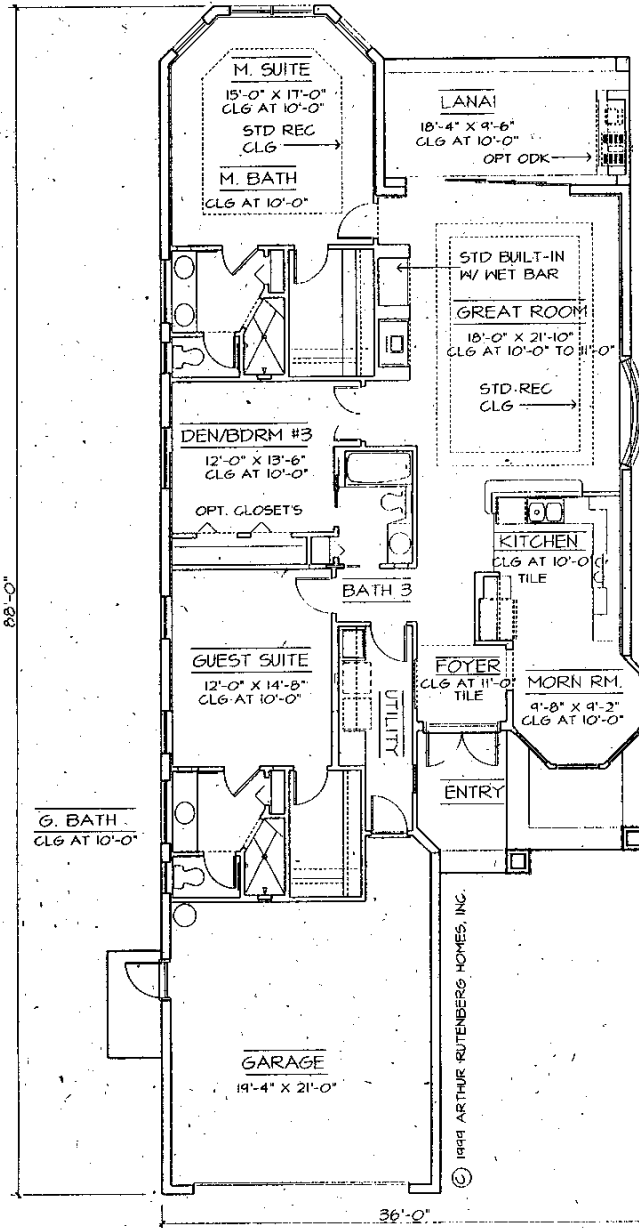 M. SUITE
15'-0" X 17'-0"
CLG AT 10'-0"
STD REC
CLG
M. BATH
CLG AT 10'-0"
LANAI
18'-4" X 9'-6"
CLG AT 10'-0"
OPT ODK
STD BUILT-IN
W/ WET BAR
GREAT ROOM
18'-0" X 21'-10"
CLG AT 10'-0" TO 11'-0"
STD REC
CLG
DEN/BDRM #3
12'-0" X 13'-6"
CLG AT 10'-0"
OPT. CLOSETS
KITCHEN
CLG AT 10'-0"
TILE
BATH 3
88'-0"
GUEST SUITE
12'-0" X 14'-8"
CLG AT 10'-0"
UTILITY
FOYER
CLG AT 11'-0"
TILE
MORN RM.
9'-8" X 9'-2"
CLG AT 10'-0"
ENTRY
G. BATH
CLG AT 10'-0"
© 1999 ARTHUR RUTENBERG HOMES, INC.
GARAGE
19'-4" X 21'-0"
36'-0"